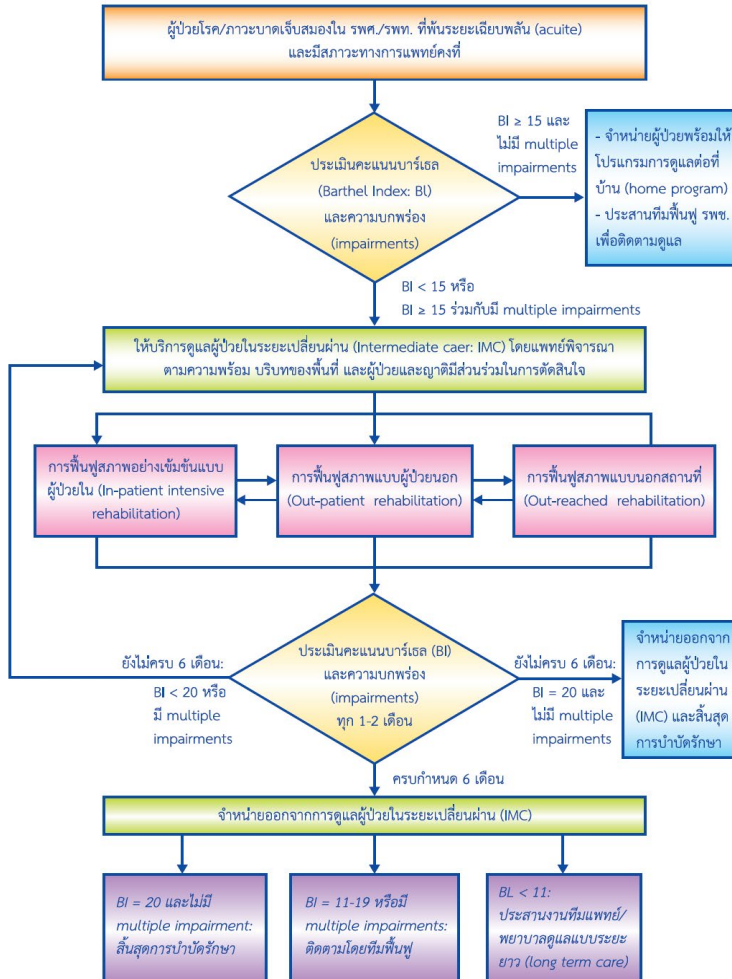 ผู้ป่วยโรค/ภาวะบาดเจ็บสมองใน รพศ./รพท. ที่พ้นระยะเฉียบพลัน (acuite)
และมีสภาวะทางการแพทย์คงที่
BI ≥ 15 และ
ไม่มี multiple
impairments
- จำหน่ายผู้ป่วยพร้อมให้
โปรแกรมการดูแลต่อที่
บ้าน (home program)
- ประสานทีมฟื้นฟู รพช.
เพื่อติดตามดูแล
ประเมินคะแนนบาร์เธล
(Barthel Index: Bl)
และความบกพร่อง
(impairments)
BI < 15 หรือ
BI ≥ 15 ร่วมกับมี multiple impairments
ให้บริการดูแลผู้ป่วยในระยะเปลี่ยนผ่าน (Intermediate caer: IMC) โดยแพทย์พิจารณา
ตามความพร้อม บริบทของพื้นที่ และผู้ป่วยและญาติมีส่วนร่วมในการตัดสินใจ
การฟื้นฟูสภาพอย่างเข้มข้นแบบ
ผู้ป่วยใน (In-patient intensive
rehabilitation)
การฟื้นฟูสภาพแบบผู้ป่วยนอก
(Out-patient rehabilitation)
การฟื้นฟูสภาพแบบนอกสถานที่
(Out-reached rehabilitation)
ยังไม่ครบ 6 เดือน:
BI < 20 หรือ
มี multiple
impairments
ประเมินคะแนนบาร์เธล (BI)
และความบกพร่อง
(impairments)
ทุก 1-2 เดือน
ยังไม่ครบ 6 เดือน:
BI = 20 และ
ไม่มี multiple
impairments
จำหน่ายออกจาก
การดูแลผู้ป่วยใน
ระยะเปลี่ยนผ่าน
(IMC) และสิ้นสุด
การบำบัดรักษา
ครบกำหนด 6 เดือน
จำหน่ายออกจากการดูแลผู้ป่วยในระยะเปลี่ยนผ่าน (IMC)
BI = 20 และไม่มี
multiple impairment:
สิ้นสุดการบำบัดรักษา
BI = 11-19 หรือมี
multiple impairments:
ติดตามโดยทีมฟื้นฟู
BL < 11:
ประสานงานทีมแพทย์/
พยาบาลดูแลแบบระยะ
ยาว (long term care)